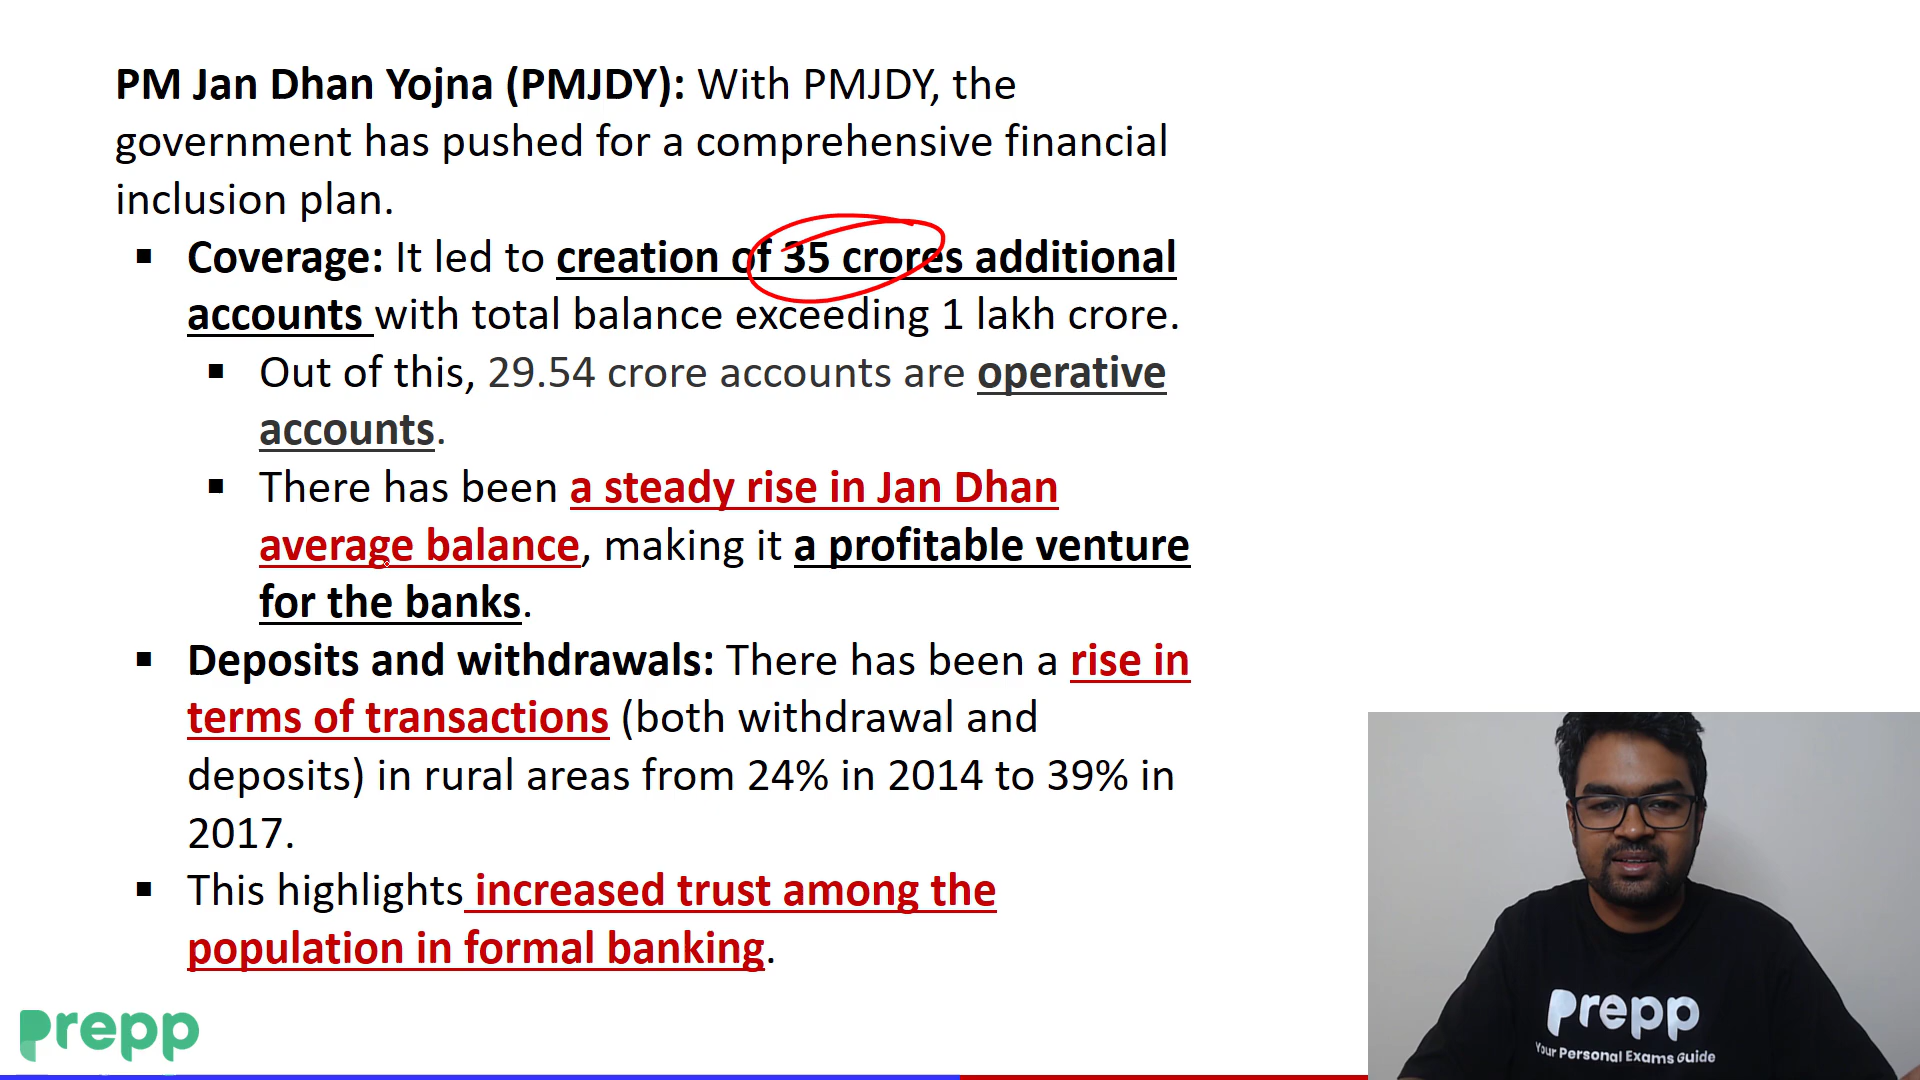 PM Jan Dhan Yojna (PMJDY): With PMJDY, the
government has pushed for a comprehensive financial
inclusion plan.
▪ Coverage: It led to creation of 35 crores additional
accounts with total balance exceeding 1 lakh crore.
▪ Out of this, 29.54 crore accounts are operative
accounts.
▪ There has been a steady rise in Jan Dhan
average balance, making it a profitable venture
for the banks.
▪ Deposits and withdrawals: There has been a rise in
terms of transactions (both withdrawal and
deposits) in rural areas from 24% in 2014 to 39% in
2017.
▪ This highlights increased trust among the
population in formal banking.
prepp
prepp
Your Personal Exams Guide